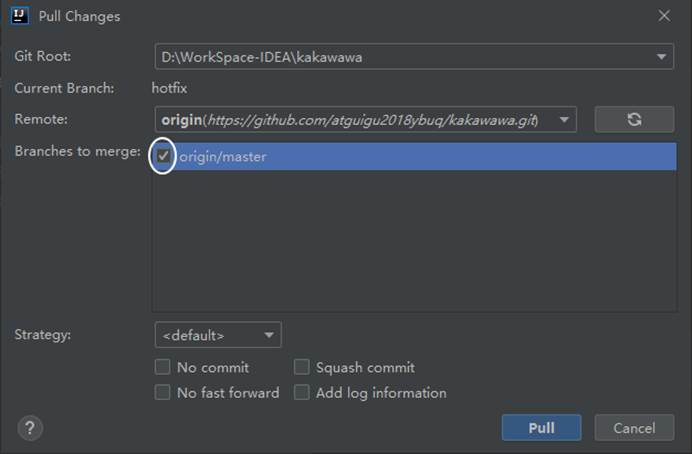 IJ Pull Changes
Git Root: D:\WorkSpace-IDEA\kakawawa
Current Branch: hotfix
Remote: origin(https://github.com/atguigu2018ybuq/kakawawa.git)
Branches to merge: origin/master
Strategy: <default>
No commit Squash commit
No fast forward Add log information
? Pull Cancel